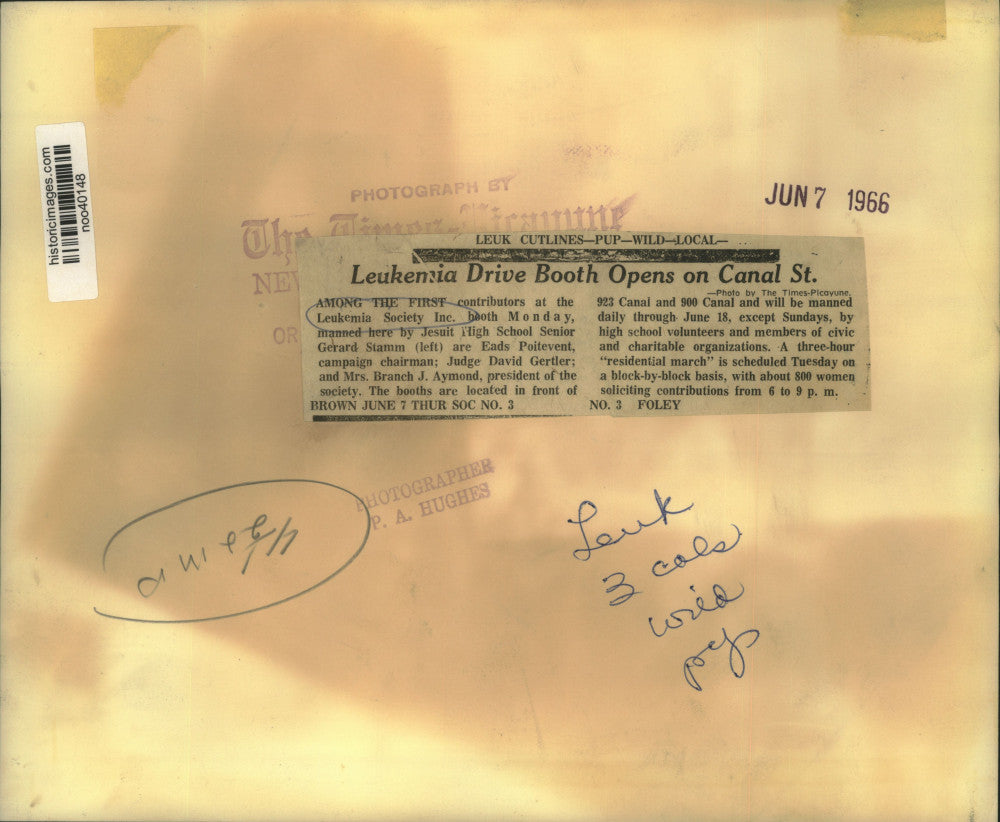 historicimages.com
noo40148
PHOTOGRAPH BY
The Times-Picayune
JUN 7 1966
NEW
OR
LEUK CUTLINES—PUP—WILD—LOCAL—
Leukemia Drive Booth Opens on Canal St.
—Photo by The Times-Picayune.
AMONG THE FIRST contributors at the
Leukemia Society Inc. booth Monday,
manned here by Jesuit High School Senior
Gerard Stamm (left) are Eads Poitevent,
campaign chairman; Judge David Gertler;
and Mrs. Branch J. Aymond, president of the
society. The booths are located in front of
BROWN JUNE 7 THUR SOC NO. 3
923 Canal and 900 Canal and will be manned
daily through June 18, except Sundays, by
high school volunteers and members of civic
and charitable organizations. A three-hour
"residential march" is scheduled Tuesday on
a block-by-block basis, with about 800 women
soliciting contributions from 6 to 9 p. m.
NO. 3 FOLEY
PHOTOGRAPHER
P. A. HUGHES
Leuk
3 cols
wild
pup